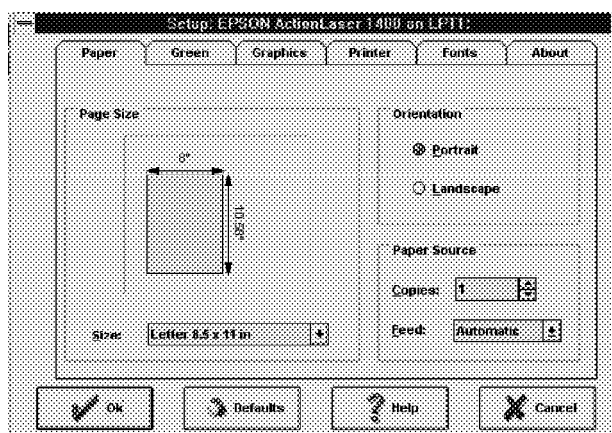 Setup: EPSON ActionLaser 1400 on LPT1:
Paper Green Graphics Printer Fonts About
Page Size
8"
10.58"
Size: Letter 8.5 x 11 in
Orientation
Portrait
Landscape
Paper Source
Copies: 1
Feed: Automatic
Ok Defaults Help Cancel